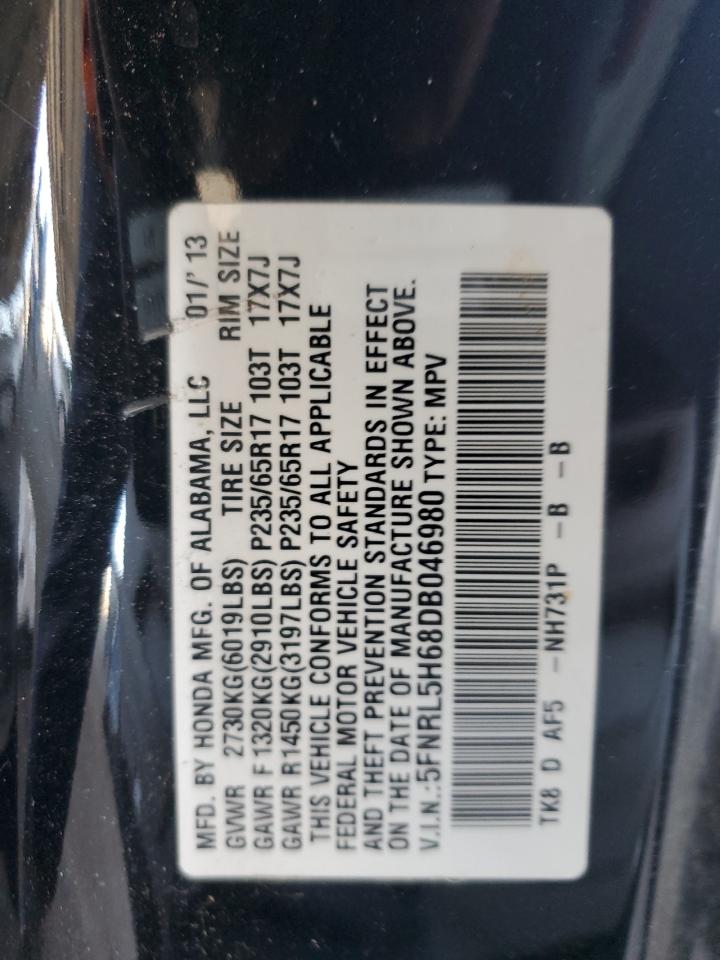 MFD. BY HONDA MFG. OF ALABAMA, LLC 01/'13
GVWR 2730KG(6019LBS) TIRE SIZE RIM SIZE
GAWR F 1320KG(2910LBS) P235/65R17 103T 17X7J
GAWR R 1450KG(3197LBS) P235/65R17 103T 17X7J
THIS VEHICLE CONFORMS TO ALL APPLICABLE
FEDERAL MOTOR VEHICLE SAFETY
AND THEFT PREVENTION STANDARDS IN EFFECT
ON THE DATE OF MANUFACTURE SHOWN ABOVE.
V.I.N.:5FNRL5H68DB046980 TYPE: MPV
TK8 D AF5 -NH731P -B -B